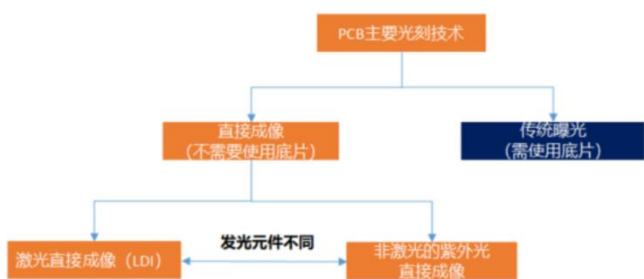 PCB主要光刻技术
直接成像
（不需要使用底片）
传统曝光
（需使用底片）
激光直接成像（LDI）
发光元件不同
非激光的紫外光
直接成像